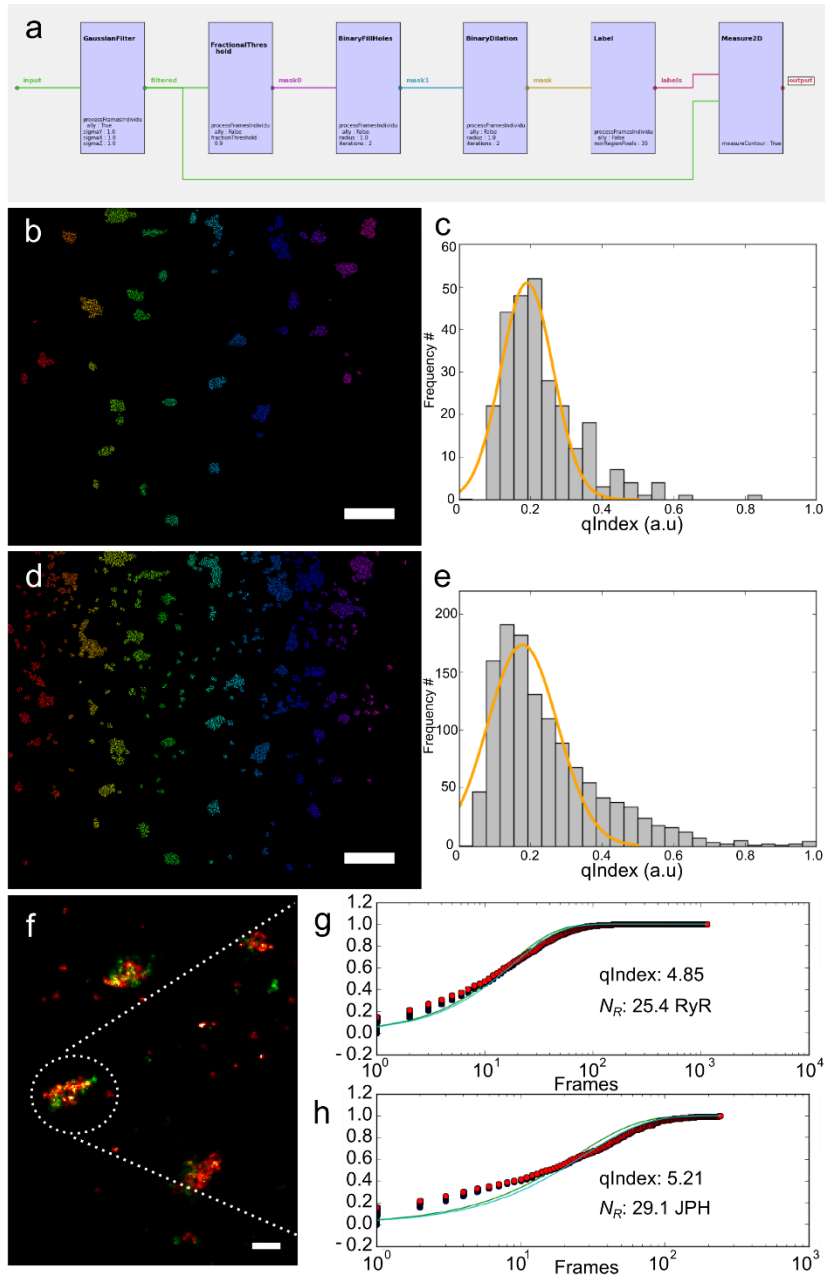 a
GaussianFilter
FractionalThres
hold
BinaryFillHoles
BinaryDilation
Label
Measure2D
input
filtered
mask0
mask1
mask
labels
output
processFramesIndividu
ally : True
sigmaY : 1.0
sigmaX : 1.0
sigmaZ : 1.0
processFramesIndividu
ally : False
fractionThreshold :
0.9
processFramesIndividu
ally : False
radius : 1.0
iterations : 2
processFramesIndividu
ally : False
radius : 1.0
iterations : 2
processFramesIndividu
ally : False
measureContour : True
b
c
60
50
40
30
20
10
0
Frequency #
0
0.2
0.4
0.6
0.8
1.0
qIndex (a.u)
d
e
200
150
100
50
0
Frequency #
0
0.2
0.4
0.6
0.8
1.0
qIndex (a.u)
f
g
1.2
1.0
0.8
0.6
0.4
0.2
0.0
-0.2
qIndex: 4.85
N_R: 25.4 RyR
10^0
10^1
10^2
10^3
10^4
Frames
h
1.2
1.0
0.8
0.6
0.4
0.2
0.0
-0.2
qIndex: 5.21
N_R: 29.1 JPH
10^0
10^1
10^2
10^3
Frames